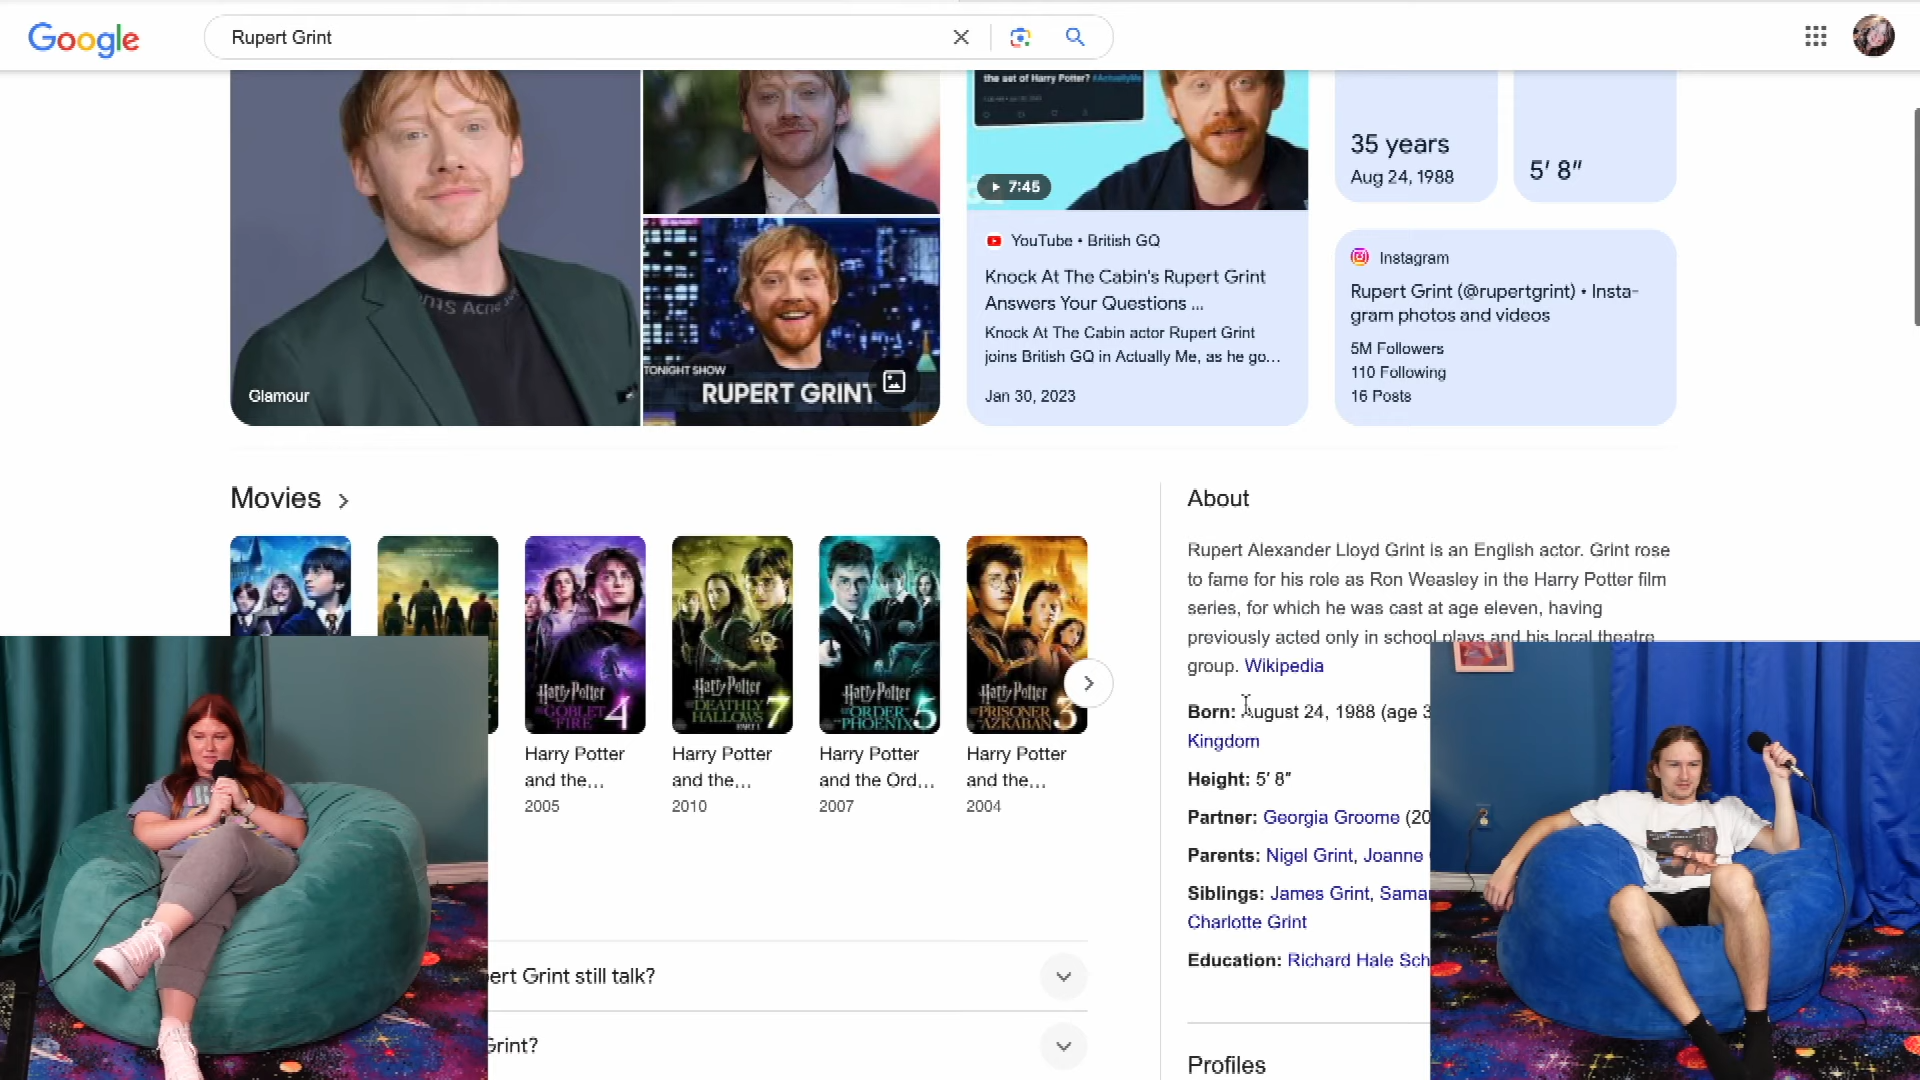 Google
Rupert Grint
the set of Harry Potter? #ActuallyMe
7:45
35 years
Aug 24, 1988
5' 8"
Glamour
TONIGHT SHOW
RUPERT GRINT
YouTube • British GQ
Knock At The Cabin's Rupert Grint
Answers Your Questions ...
Knock At The Cabin actor Rupert Grint
joins British GQ in Actually Me, as he go...
Jan 30, 2023
Instagram
Rupert Grint (@rupertgrint) • Insta-
gram photos and videos
5M Followers
110 Following
16 Posts
Movies
Harry Potter
GOBLET
FIRE 4
Harry Potter
DEATHLY
HALLOWS 7
PART 1
Harry Potter
ORDER
PHOENIX 5
Harry Potter
PRISONER
AZKABAN 3
Harry Potter
and the...
2005
Harry Potter
and the...
2010
Harry Potter
and the Ord...
2007
Harry Potter
and the...
2004
ert Grint still talk?
Grint?
About
Rupert Alexander Lloyd Grint is an English actor. Grint rose
to fame for his role as Ron Weasley in the Harry Potter film
series, for which he was cast at age eleven, having
previously acted only in school plays and his local theatre
group. Wikipedia
Born: August 24, 1988 (age 3
Kingdom
Height: 5' 8"
Partner: Georgia Groome (20
Parents: Nigel Grint, Joanne
Siblings: James Grint, Samar
Charlotte Grint
Education: Richard Hale Sch
Profiles